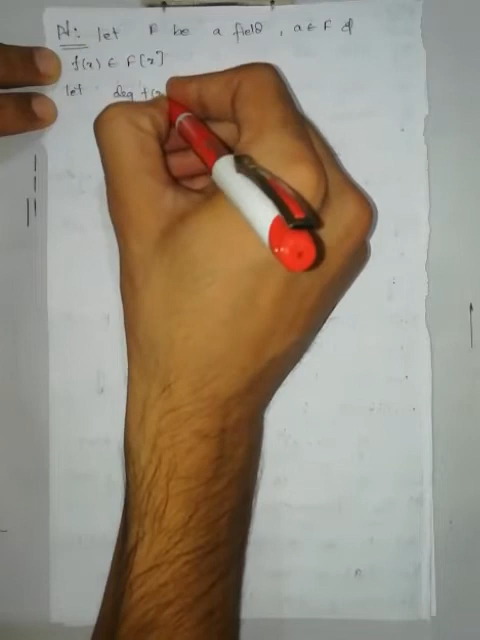 Pf: let F be a field, a ∈ F &
f(x) ∈ F[x]
let deg f(x